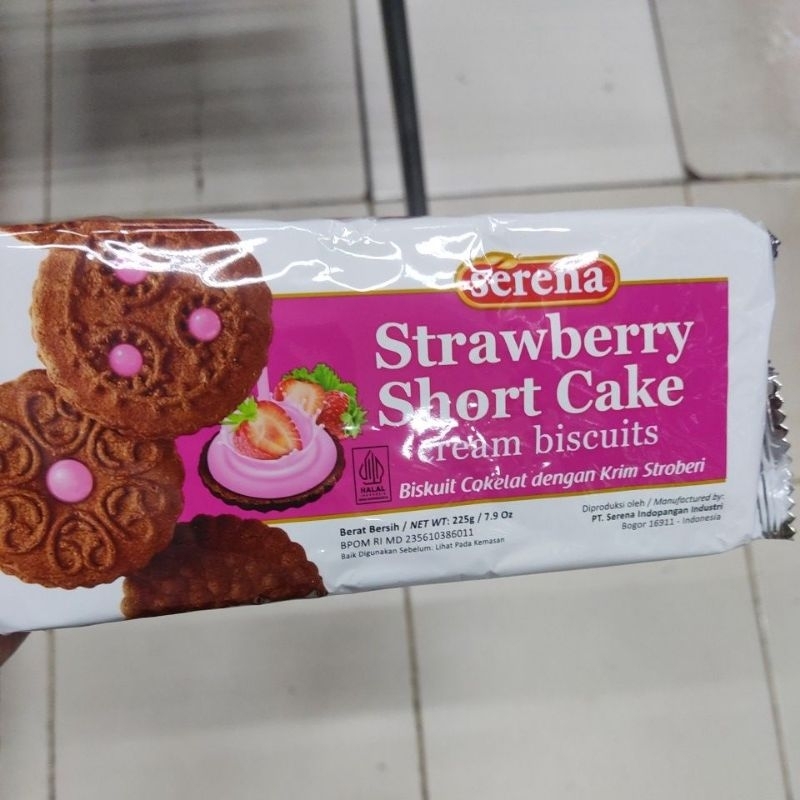 Serena
Strawberry
Short Cake
cream biscuits
Biskuit Cokelat dengan Krim Stroberi
HALAL
INDONESIA
Berat Bersih / NET WT: 225g / 7.9 Oz
BPOM RI MD 235610386011
Baik Digunakan Sebelum. Lihat Pada Kemasan
Diproduksi oleh / Manufactured by:
PT. Serena Indopangan Industri
Bogor 16911 - Indonesia